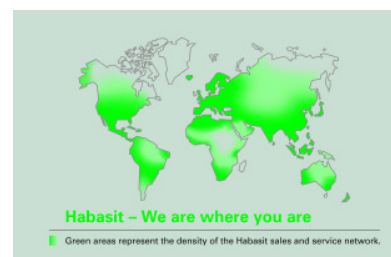 Habasit – We are where you are
Green areas represent the density of the Habasit sales and service network.